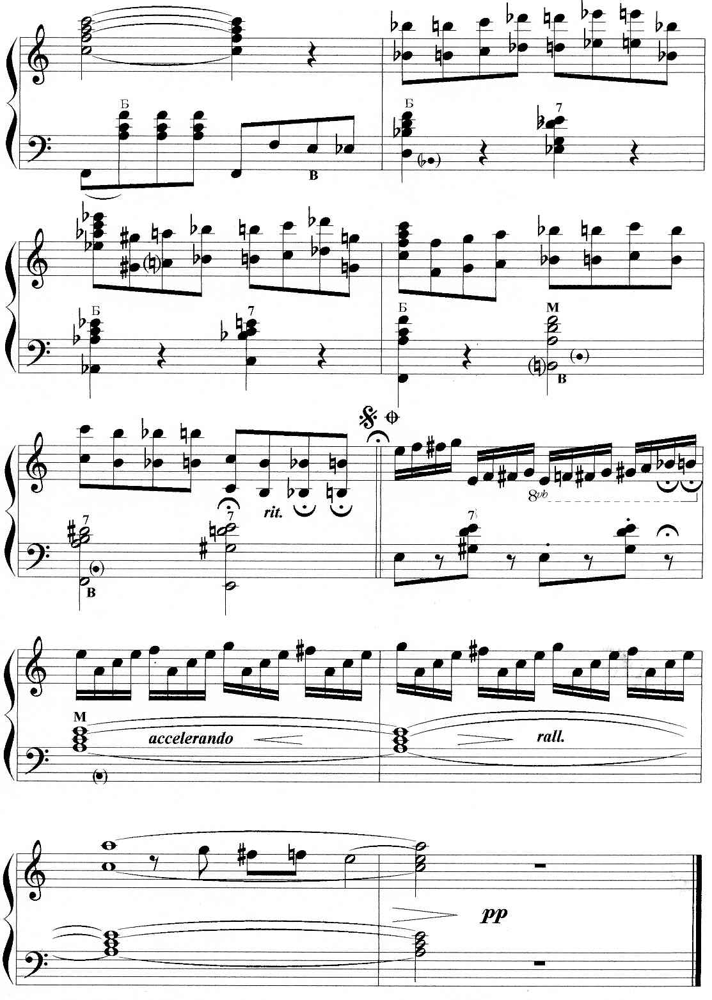 Б
В
Б 7
Б 7 Б М
В
7 7 rit. 8vb 7
В
М
accelerando rall.
pp